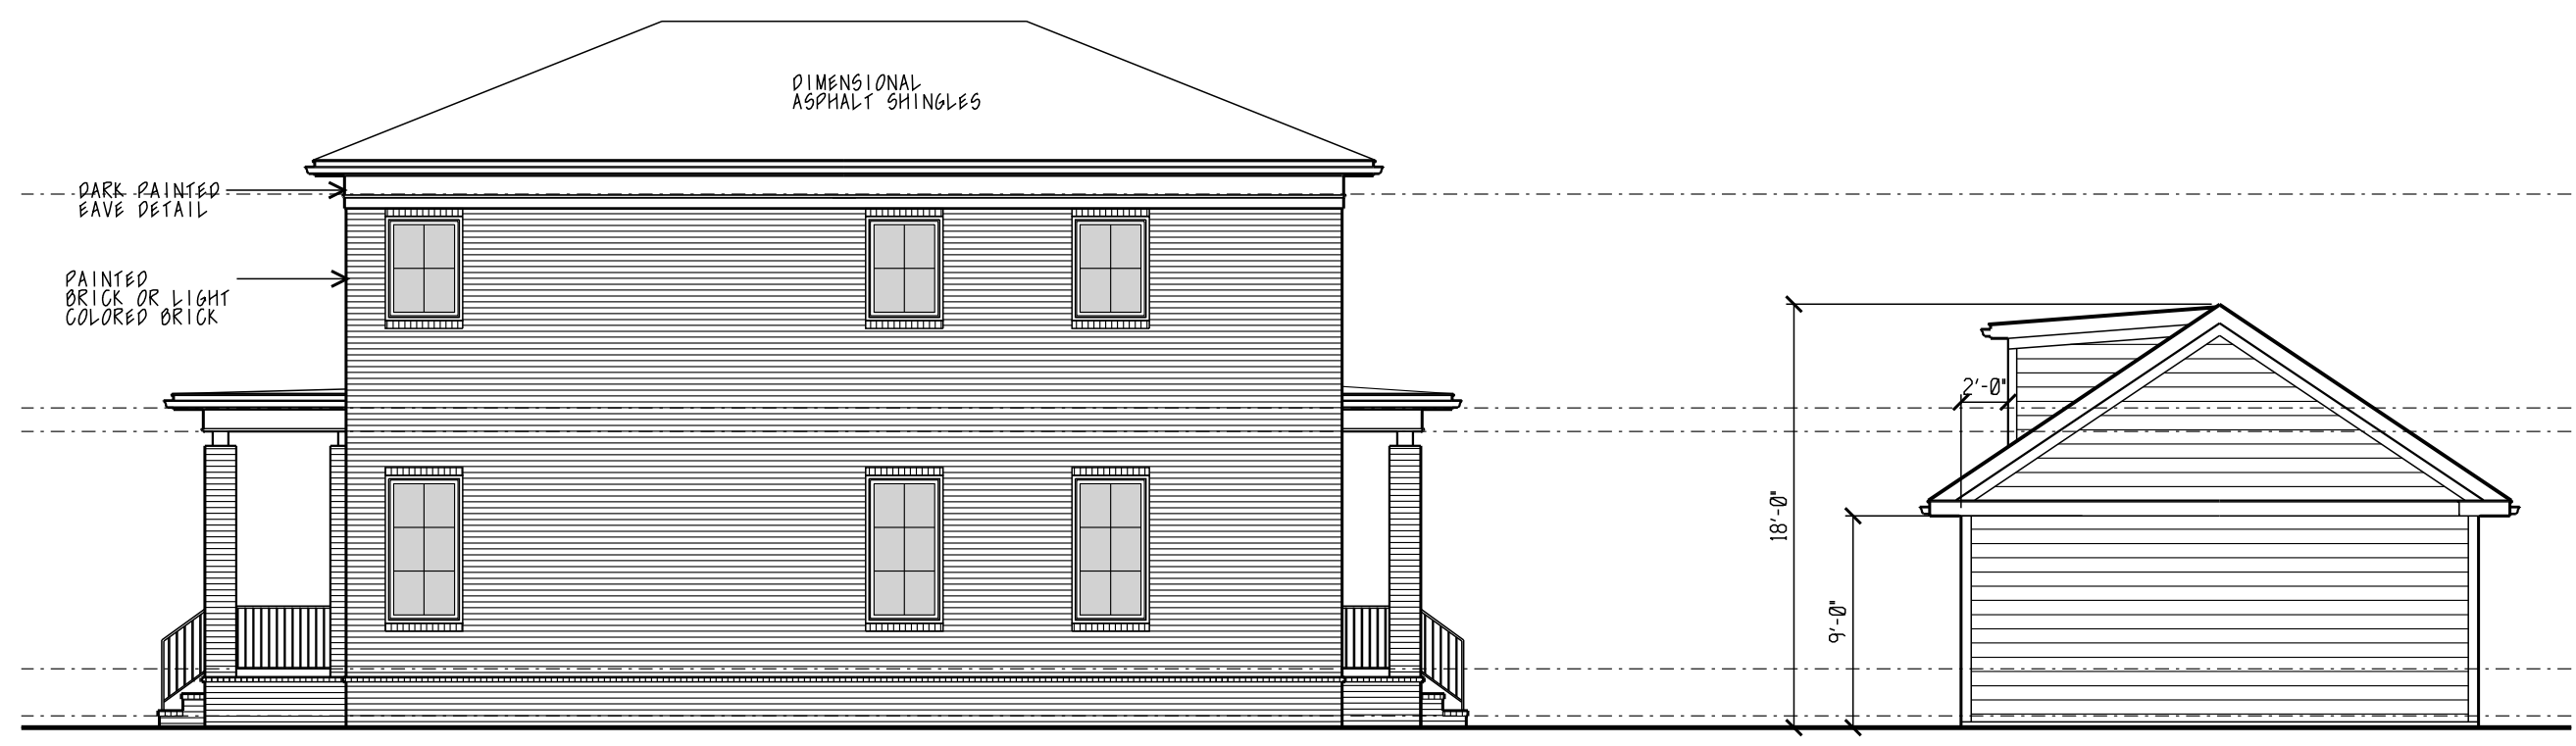 DIMENSIONAL
ASPHALT SHINGLES
DARK PAINTED
EAVE DETAIL
PAINTED
BRICK OR LIGHT
COLORED BRICK
2'-0"
18'-0"
9'-0"